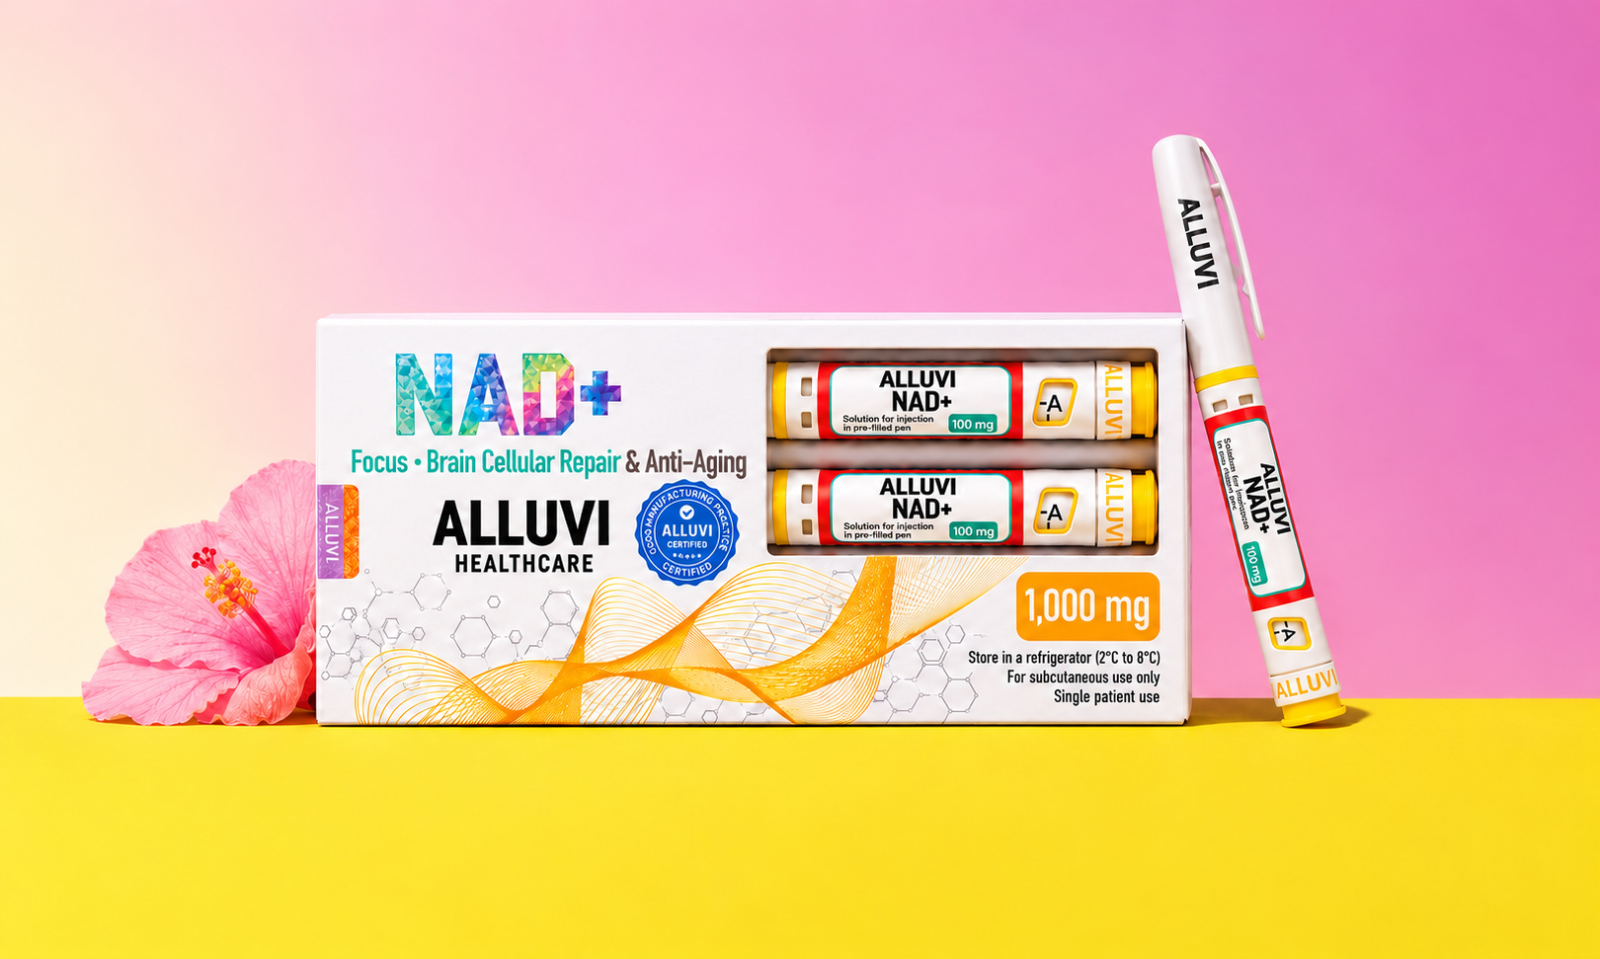 NAD+
Focus • Brain Cellular Repair & Anti-Aging
ALLUVI
HEALTHCARE
GOOD MANUFACTURING PRACTICE
ALLUVI
CERTIFIED
CERTIFIED
ALLUVI
ALLUVI
NAD+
Solution for injection
in pre-filled pen
100 mg
-A
ALLUVI
ALLUVI
NAD+
Solution for injection
in pre-filled pen
100 mg
-A
ALLUVI
1,000 mg
Store in a refrigerator (2°C to 8°C)
For subcutaneous use only
Single patient use
ALLUVI
ALLUVI
NAD+
100 mg
-A
ALLUVI